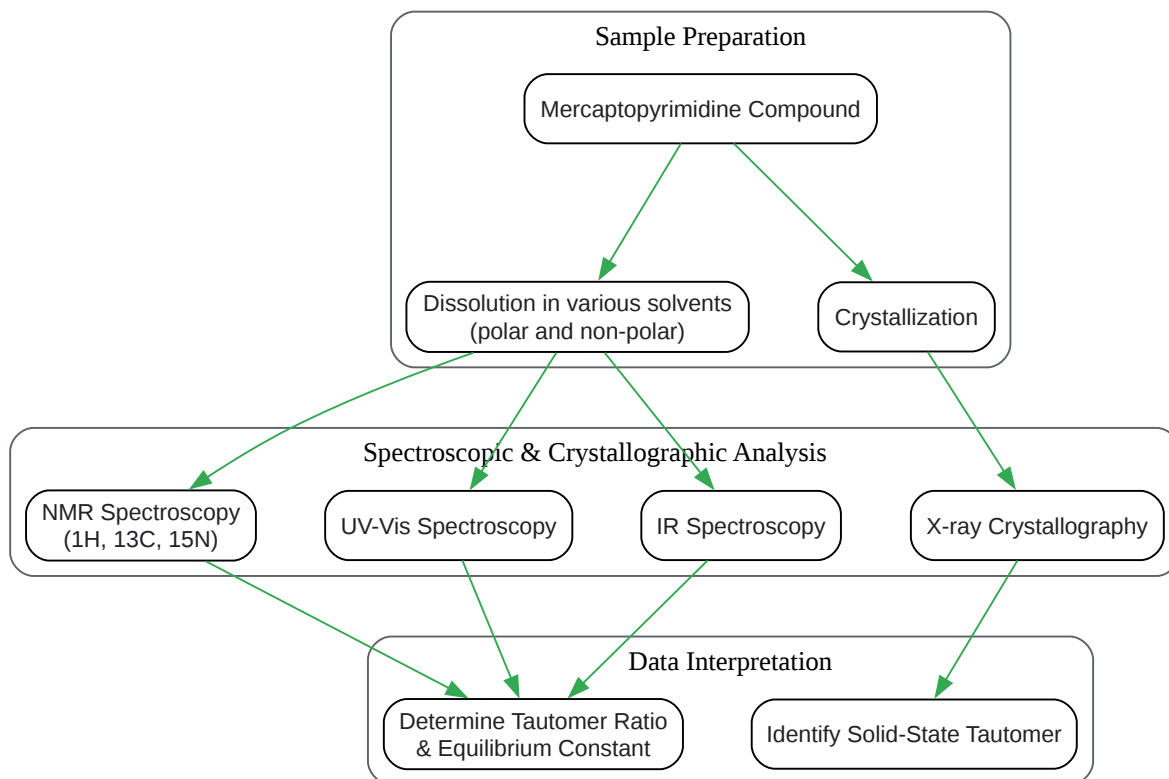 Sample Preparation
Mercaptopyrimidine Compound
Dissolution in various solvents
(polar and non-polar)
Crystallization
Spectroscopic & Crystallographic Analysis
NMR Spectroscopy
(1H, 13C, 15N)
UV-Vis Spectroscopy
IR Spectroscopy
X-ray Crystallography
Data Interpretation
Determine Tautomer Ratio
& Equilibrium Constant
Identify Solid-State Tautomer